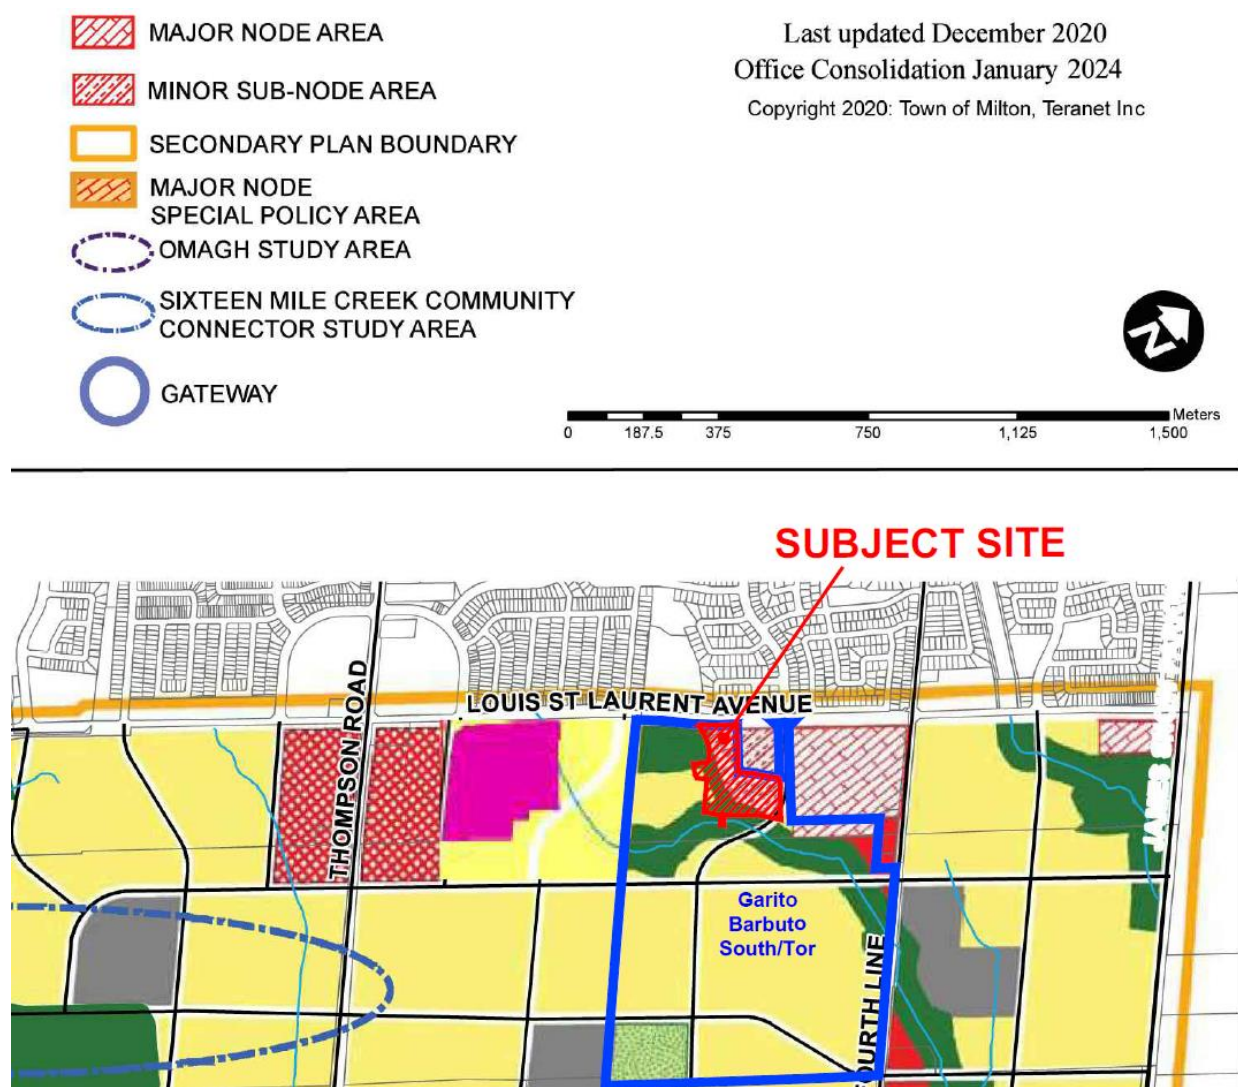 MAJOR NODE AREA
MINOR SUB-NODE AREA
SECONDARY PLAN BOUNDARY
MAJOR NODE
SPECIAL POLICY AREA
OMAGH STUDY AREA
SIXTEEN MILE CREEK COMMUNITY
CONNECTOR STUDY AREA
GATEWAY
Last updated December 2020
Office Consolidation January 2024
Copyright 2020: Town of Milton, Teranet Inc
N
Meters
0 187.5 375 750 1,125 1,500
SUBJECT SITE
LOUIS ST LAURENT AVENUE
THOMPSON ROAD
Garito
Barbuto
South/Tor
OURTH LINE